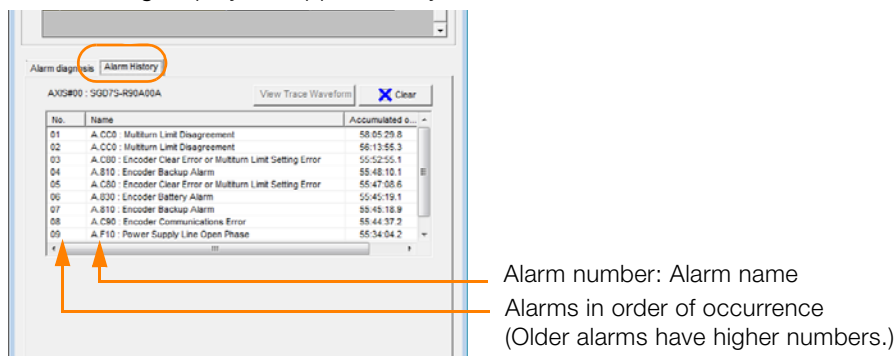 Alarm diagnosis Alarm History
AXIS#00 : SGD7S-R90A00A View Trace Waveform Clear
No. Name Accumulated o...
01 A.CC0 : Multiturn Limit Disagreement 58:05:29.8
02 A.CC0 : Multiturn Limit Disagreement 56:13:55.3
03 A.C80 : Encoder Clear Error or Multiturn Limit Setting Error 55:52:55.1
04 A.810 : Encoder Backup Alarm 55:48:10.1
05 A.C80 : Encoder Clear Error or Multiturn Limit Setting Error 55:47:08.6
06 A.830 : Encoder Battery Alarm 55:45:19.1
07 A.810 : Encoder Backup Alarm 55:45:18.9
08 A.C90 : Encoder Communications Error 55:44:37.2
09 A.F10 : Power Supply Line Open Phase 55:34:04.2
Alarm number: Alarm name
Alarms in order of occurrence
(Older alarms have higher numbers.)